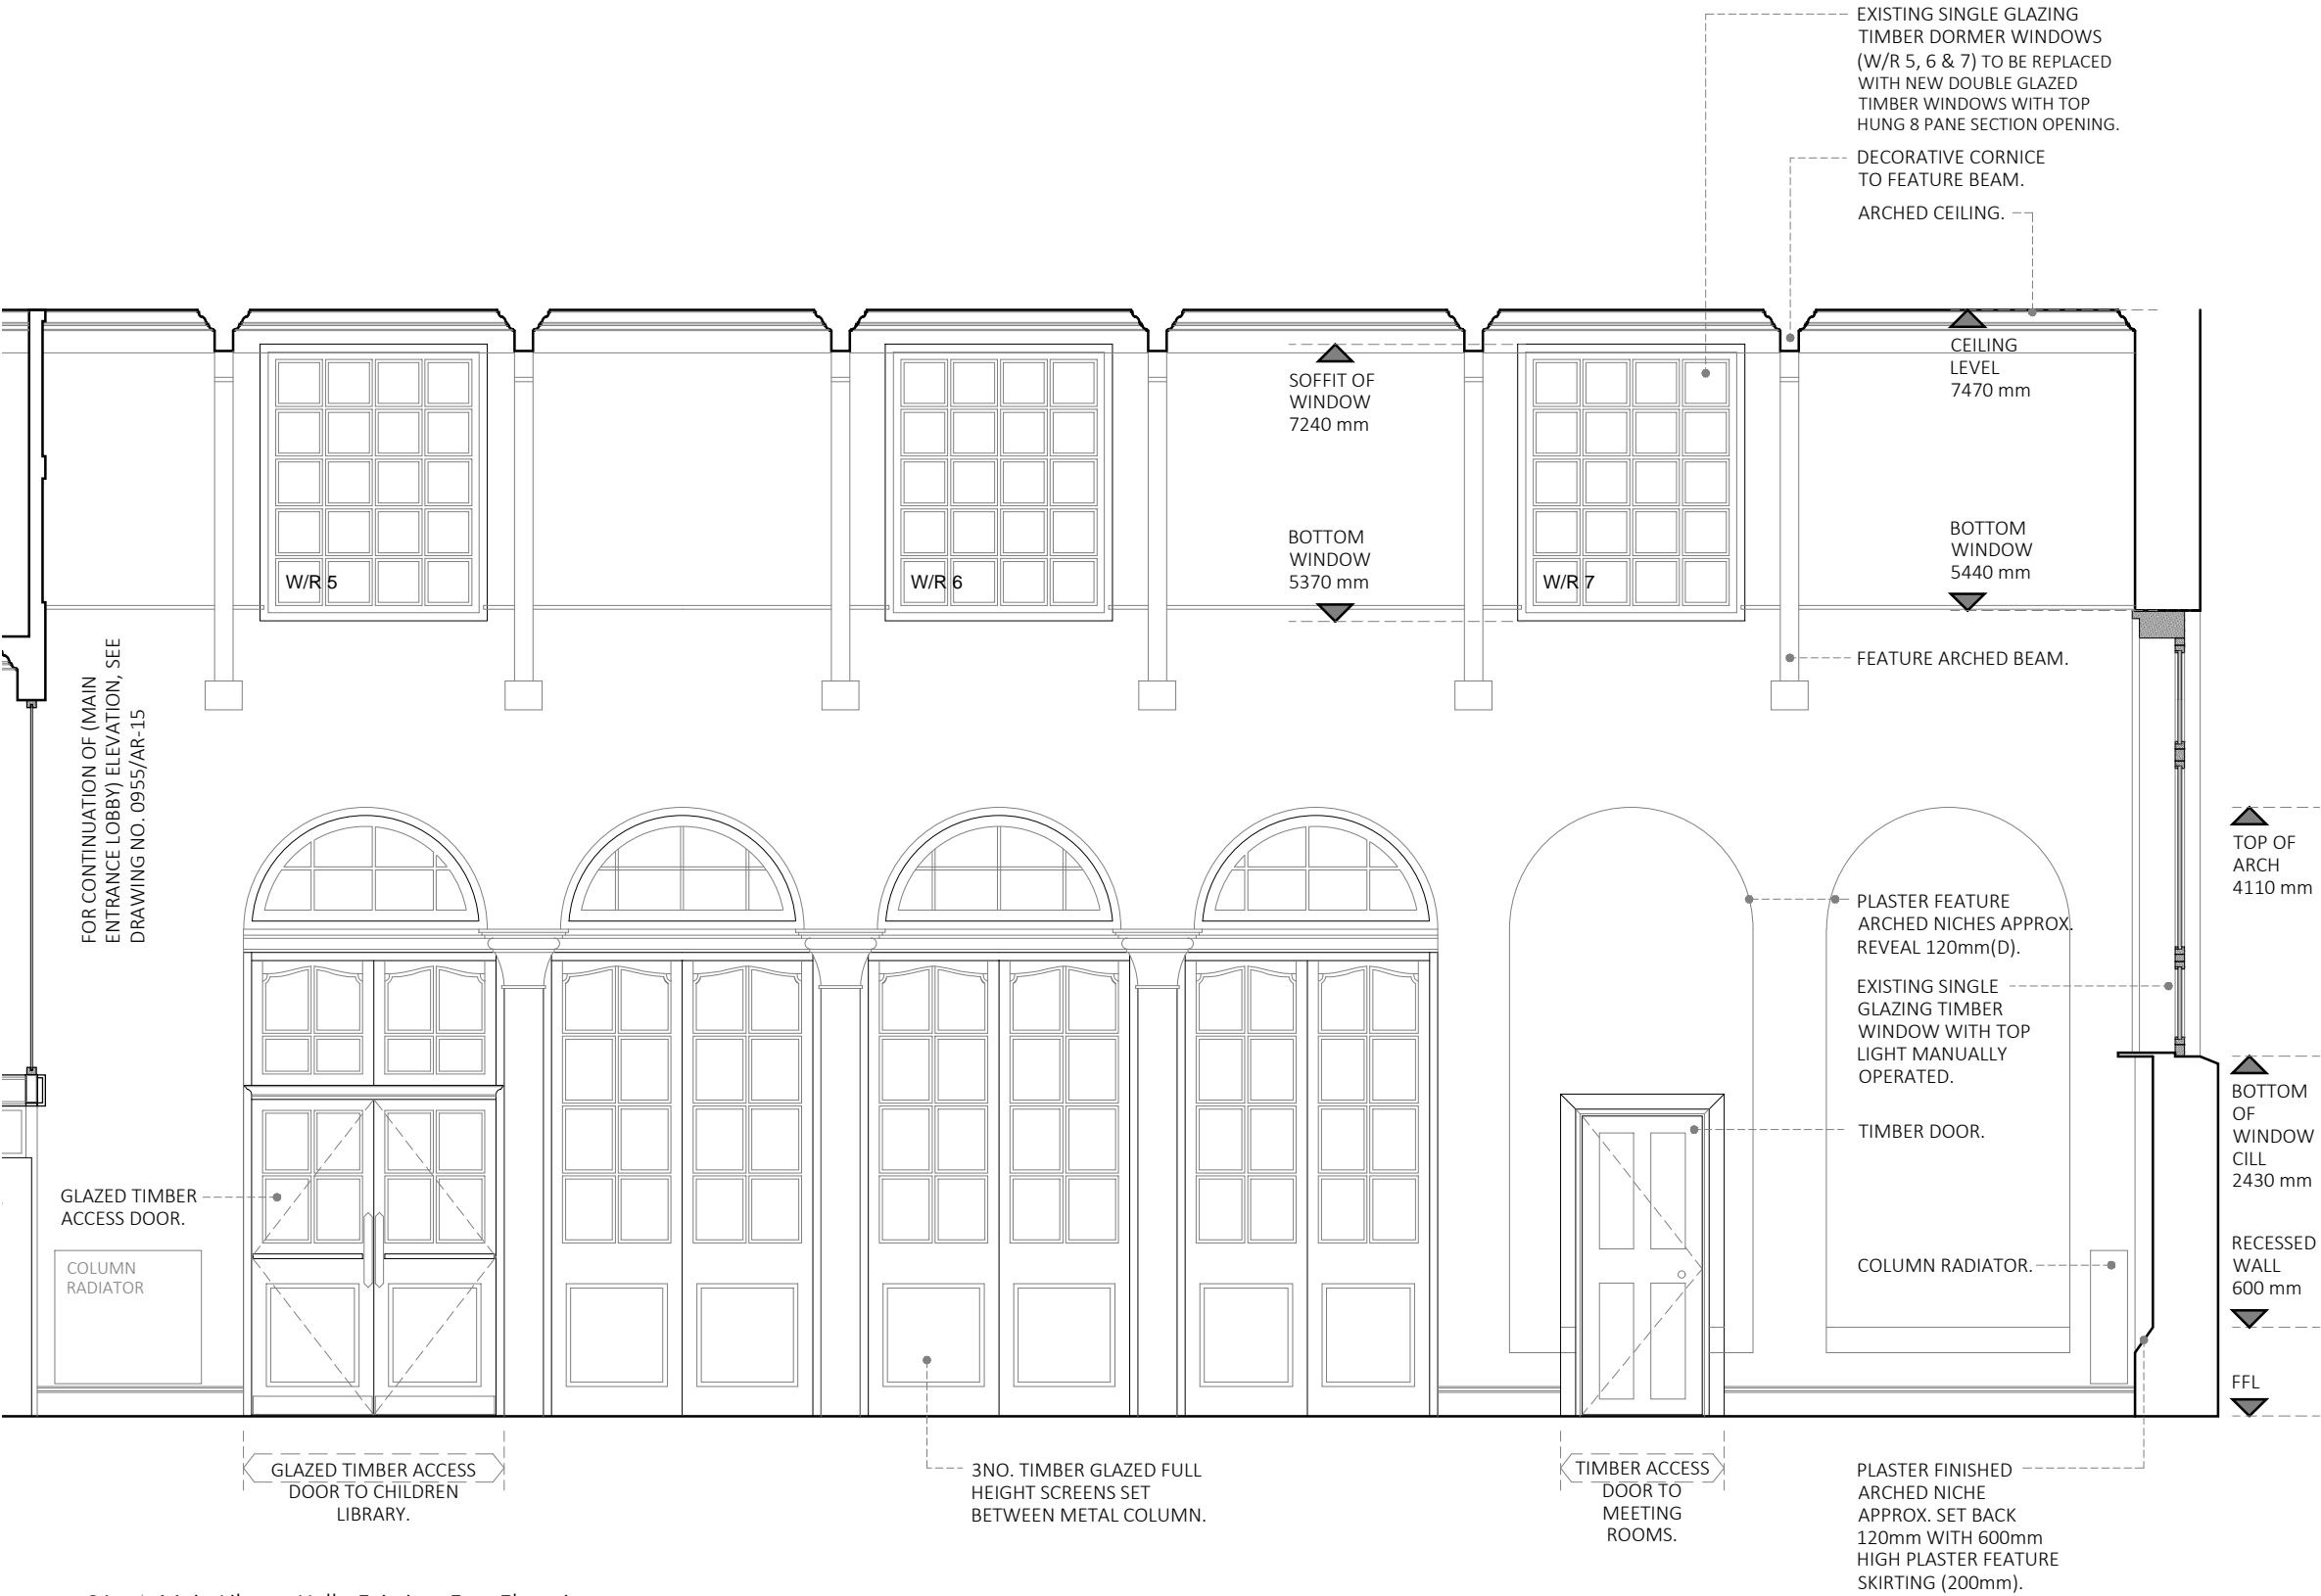 EXISTING SINGLE GLAZING
TIMBER DORMER WINDOWS
(W/R 5, 6 & 7) TO BE REPLACED
WITH NEW DOUBLE GLAZED
TIMBER WINDOWS WITH TOP
HUNG 8 PANE SECTION OPENING.
DECORATIVE CORNICE
TO FEATURE BEAM.
ARCHED CEILING.
SOFFIT OF
WINDOW
7240 mm
CEILING
LEVEL
7470 mm
BOTTOM
WINDOW
5370 mm
BOTTOM
WINDOW
5440 mm
W/R 5
W/R 6
W/R 7
FEATURE ARCHED BEAM.
FOR CONTINUATION OF (MAIN
ENTRANCE LOBBY) ELEVATION, SEE
DRAWING NO. 0955/AR-15
TOP OF
ARCH
4110 mm
PLASTER FEATURE
ARCHED NICHES APPROX.
REVEAL 120mm(D).
EXISTING SINGLE
GLAZING TIMBER
WINDOW WITH TOP
LIGHT MANUALLY
OPERATED.
BOTTOM
OF
WINDOW
CILL
2430 mm
TIMBER DOOR.
GLAZED TIMBER
ACCESS DOOR.
COLUMN
RADIATOR
COLUMN RADIATOR.
RECESSED
WALL
600 mm
FFL
GLAZED TIMBER ACCESS
DOOR TO CHILDREN
LIBRARY.
3NO. TIMBER GLAZED FULL
HEIGHT SCREENS SET
BETWEEN METAL COLUMN.
TIMBER ACCESS
DOOR TO
MEETING
ROOMS.
PLASTER FINISHED
ARCHED NICHE
APPROX. SET BACK
120mm WITH 600mm
HIGH PLASTER FEATURE
SKIRTING (200mm).